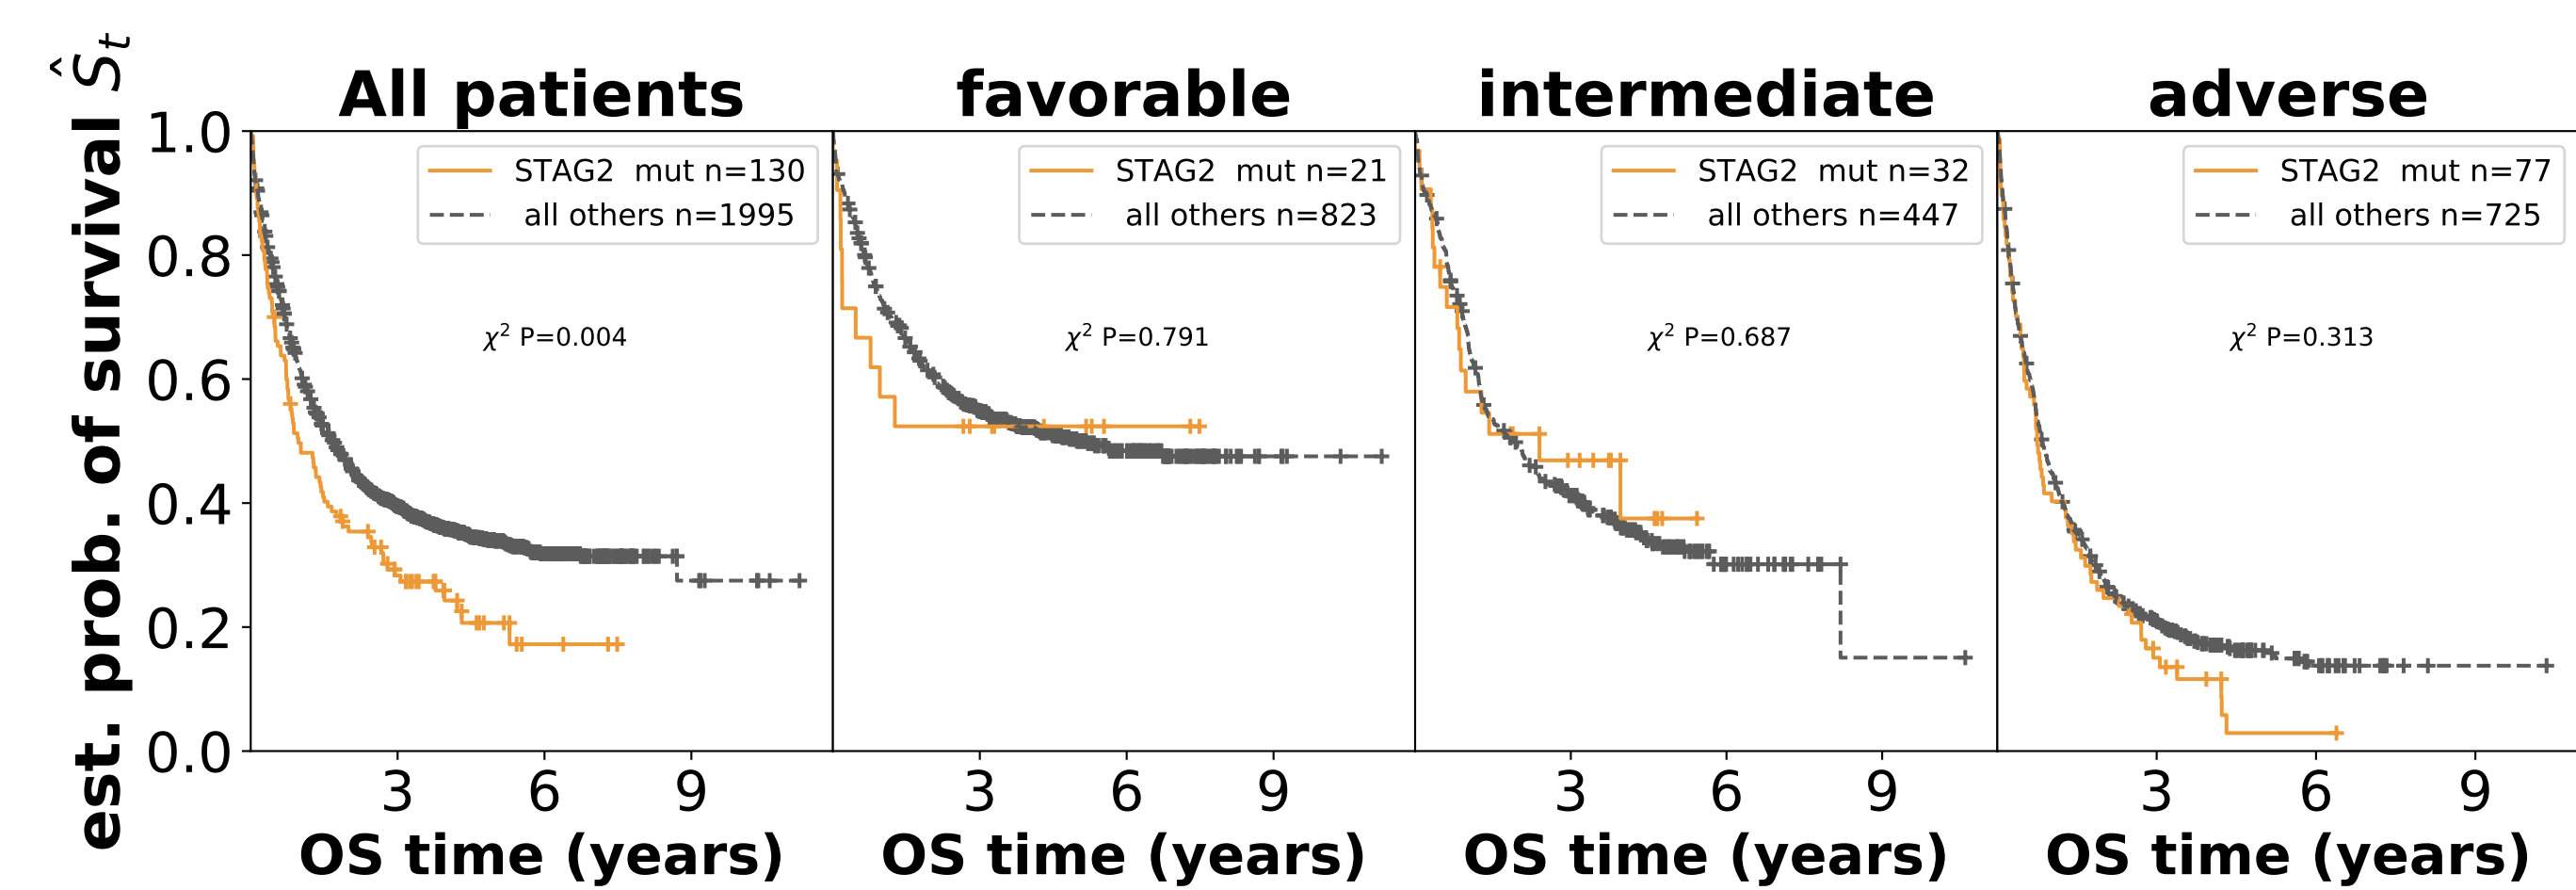 est. prob. of survival Ŝt
All patients
favorable
intermediate
adverse
1.0
0.8
0.6
0.4
0.2
0.0
STAG2 mut n=130
all others n=1995
χ² P=0.004
STAG2 mut n=21
all others n=823
χ² P=0.791
STAG2 mut n=32
all others n=447
χ² P=0.687
STAG2 mut n=77
all others n=725
χ² P=0.313
3 6 9
3 6 9
3 6 9
3 6 9
OS time (years)
OS time (years)
OS time (years)
OS time (years)